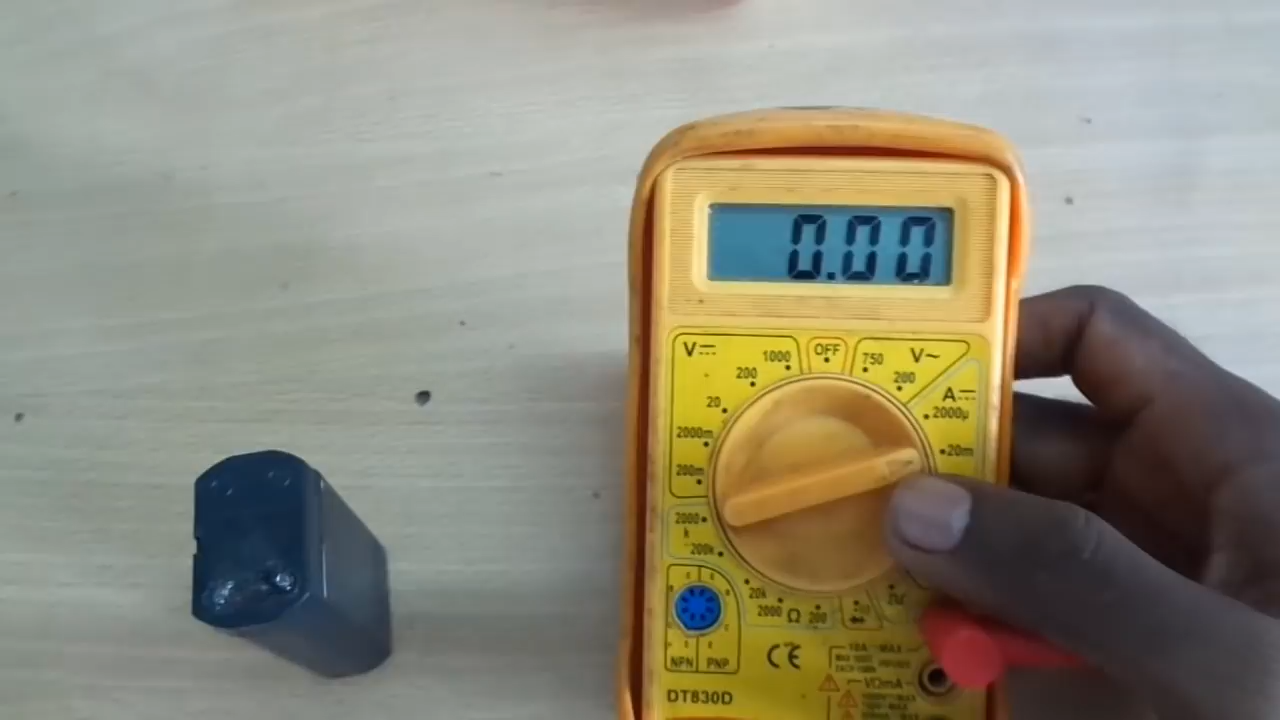 0.00
V⎓ 1000 OFF 750 V~
200 200
20 A⎓
2000µ
2000m 20m
200m
2000k
200k
20k
2000 Ω 200
E E
B
C C
NPN PNP
CE
10A MAX
VΩmA
DT830D